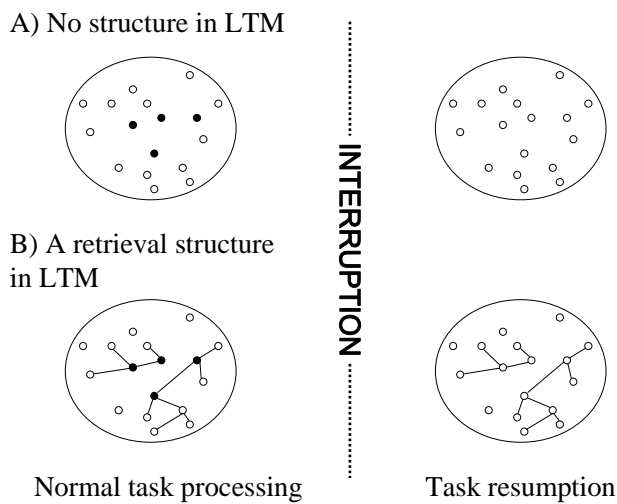 A) No structure in LTM
INTERRUPTION
B) A retrieval structure
in LTM
Normal task processing
Task resumption